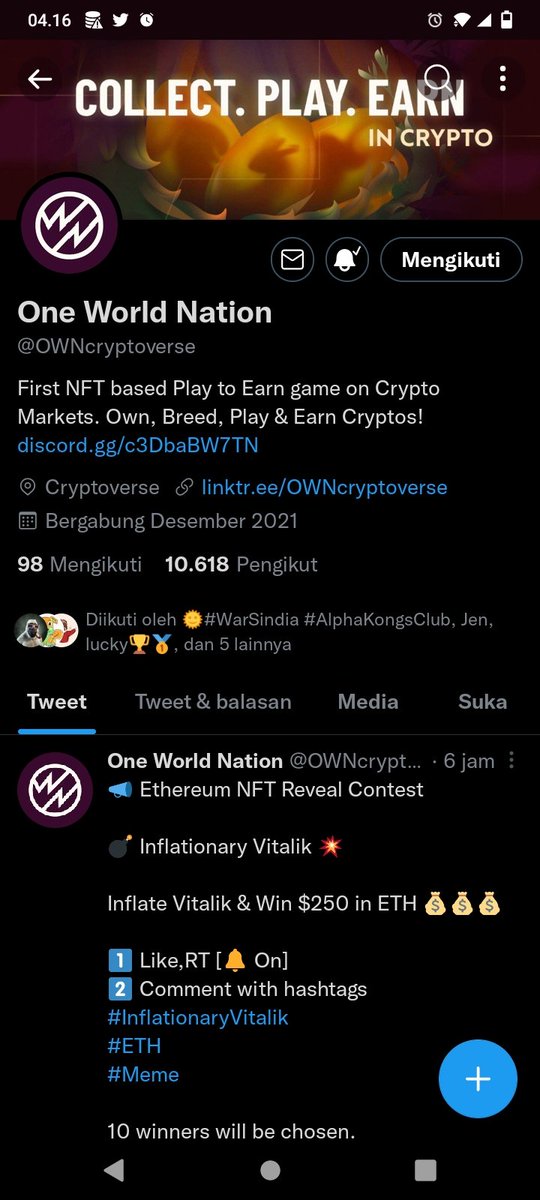 04.16
COLLECT. PLAY. EARN
IN CRYPTO
Mengikuti
One World Nation
@OWNcryptoverse
First NFT based Play to Earn game on Crypto
Markets. Own, Breed, Play & Earn Cryptos!
discord.gg/c3DbaBW7TN
Cryptoverse linktr.ee/OWNcryptoverse
Bergabung Desember 2021
98 Mengikuti 10.618 Pengikut
Diikuti oleh 🌞#WarSindia #AlphaKongsClub, Jen,
lucky🏆🥇, dan 5 lainnya
Tweet Tweet & balasan Media Suka
One World Nation @OWNcrypt... · 6 jam
📣 Ethereum NFT Reveal Contest
💣 Inflationary Vitalik 💥
Inflate Vitalik & Win $250 in ETH 💰💰💰
1️⃣ Like,RT [🔔 On]
2️⃣ Comment with hashtags
#InflationaryVitalik
#ETH
#Meme
10 winners will be chosen.